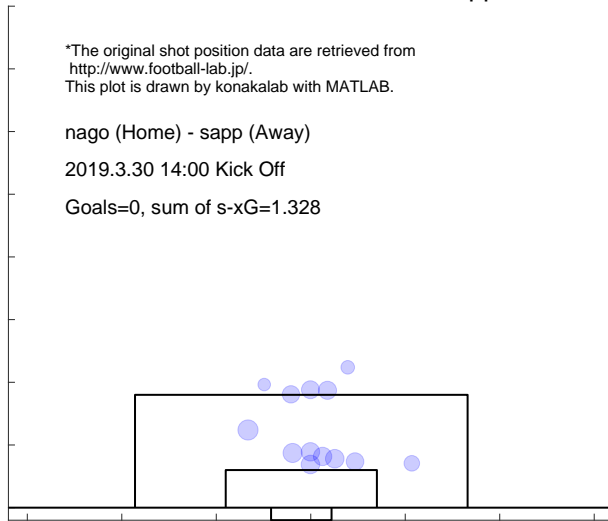 *The original shot position data are retrieved from
http://www.football-lab.jp/.
This plot is drawn by konakalab with MATLAB.
nago (Home) - sapp (Away)
2019.3.30 14:00 Kick Off
Goals=0, sum of s-xG=1.328